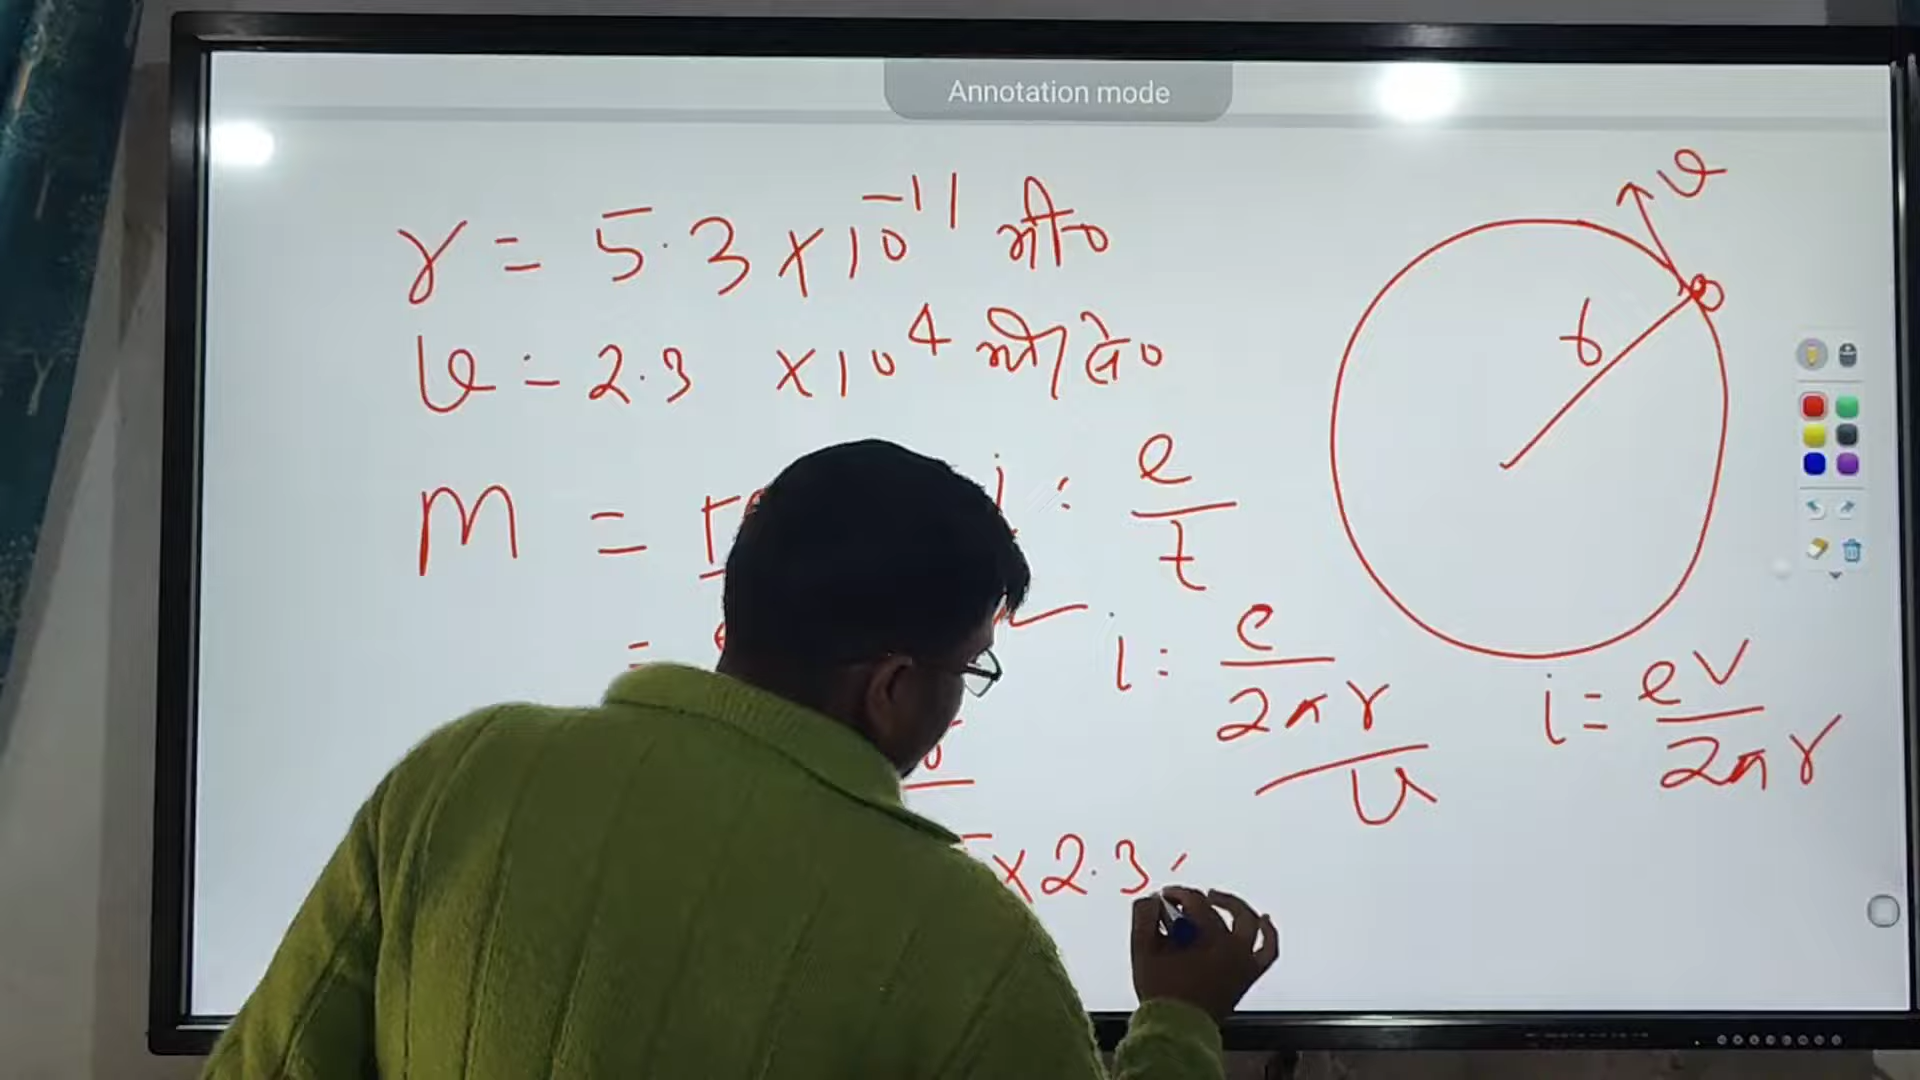 Annotation mode
r = 5.3 × 10⁻¹¹ मी०
v = 2.3 × 10⁴ मी/से०
v
r
M =
i = e/t
=
i = e/(2πr/v)
i = ev/2πr
× 2.3